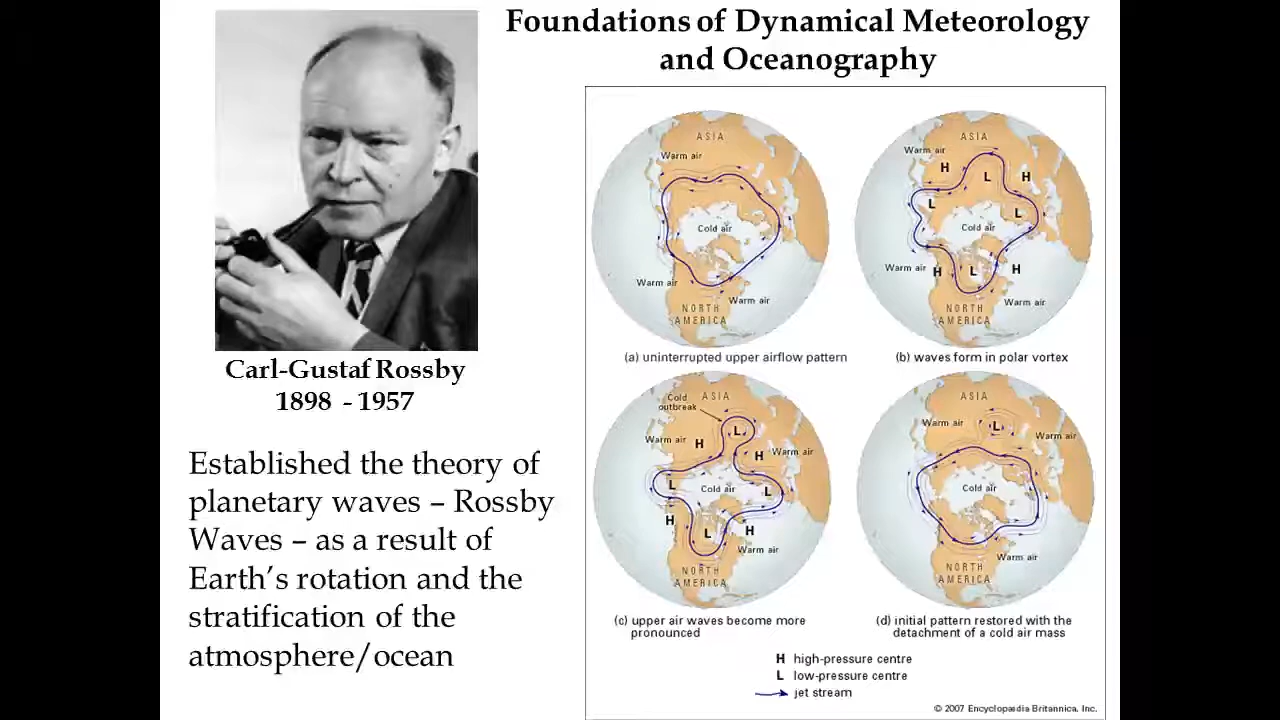 Foundations of Dynamical Meteorology
and Oceanography
Carl-Gustaf Rossby
1898 - 1957
Established the theory of
planetary waves – Rossby
Waves – as a result of
Earth's rotation and the
stratification of the
atmosphere/ocean
ASIA
Warm air
Cold air
Warm air
Warm air
NORTH
AMERICA
(a) uninterrupted upper airflow pattern
ASIA
Warm air
H
L
H
L
L
Cold air
Warm air
H
L
H
Warm air
NORTH
AMERICA
(b) waves form in polar vortex
ASIA
Cold
outbreak
L
Warm air
H
H
Warm air
L
Cold air
L
H
L
H
Warm air
NORTH
AMERICA
(c) upper air waves become more
pronounced
ASIA
Warm air
L
Warm air
Cold air
Warm air
NORTH
AMERICA
(d) initial pattern restored with the
detachment of a cold air mass
H high-pressure centre
L low-pressure centre
jet stream
© 2007 Encyclopædia Britannica, Inc.